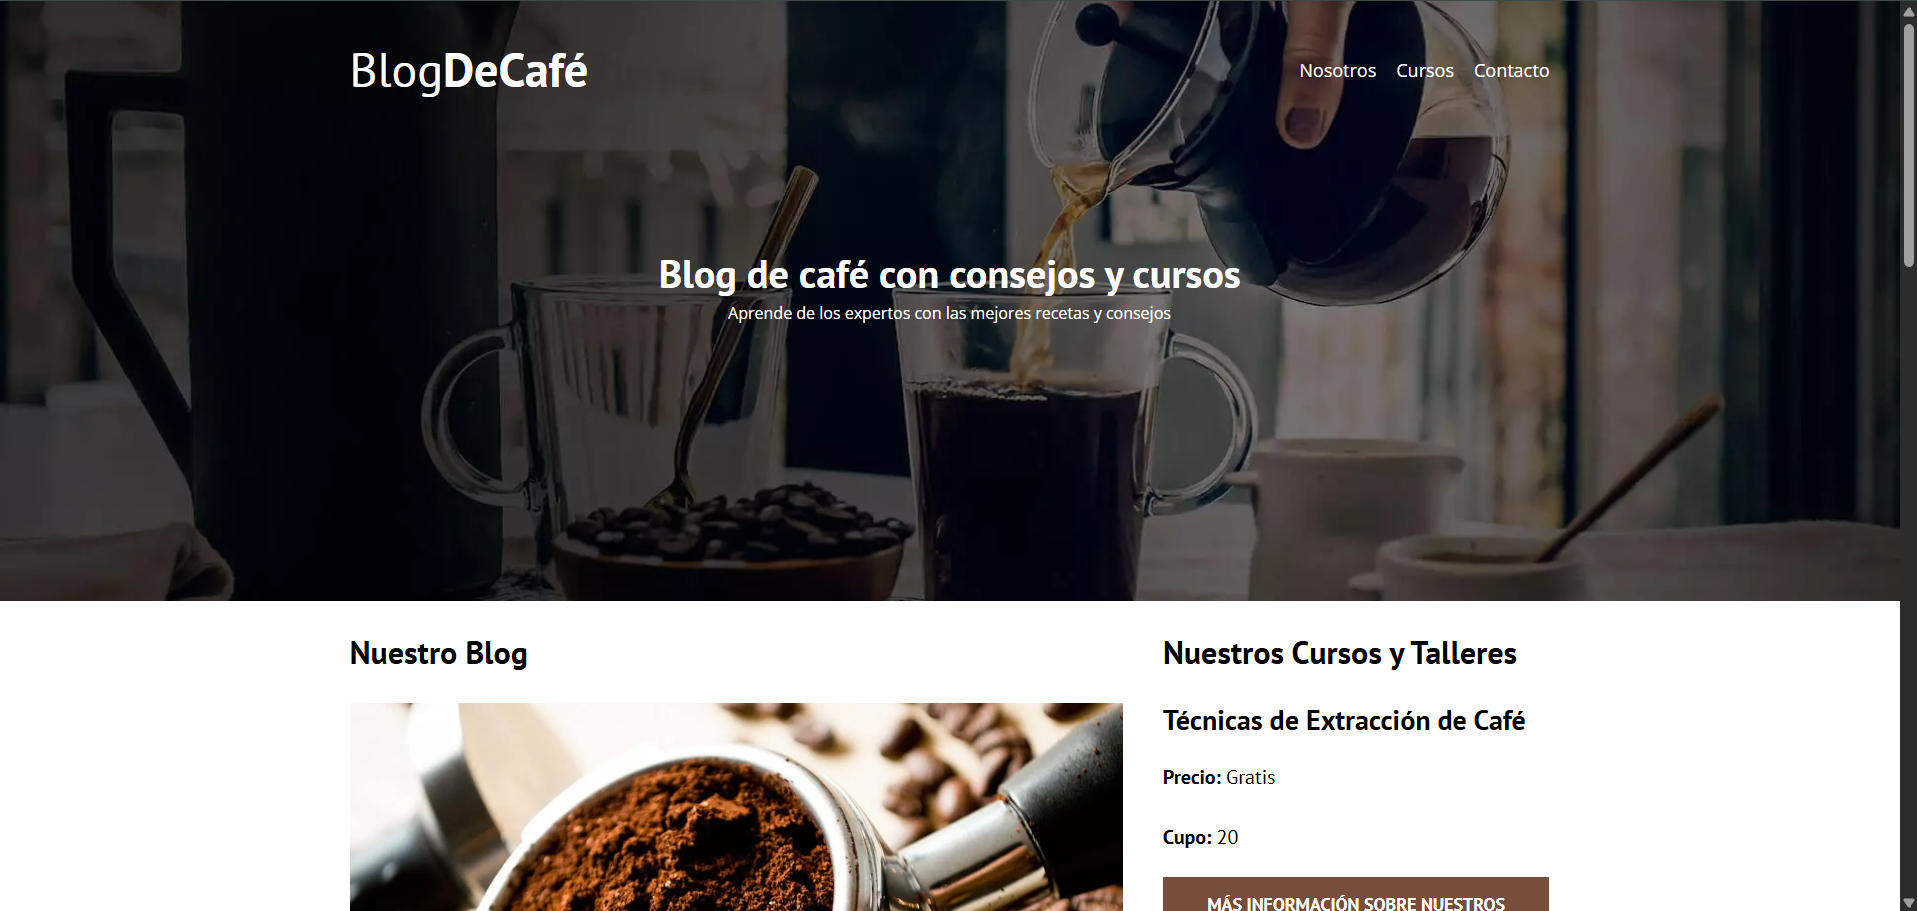 BlogDeCafé
Nosotros Cursos Contacto
Blog de café con consejos y cursos
Aprende de los expertos con las mejores recetas y consejos
Nuestro Blog
Nuestros Cursos y Talleres
Técnicas de Extracción de Café
Precio: Gratis
Cupo: 20
MÁS INFORMACIÓN SOBRE NUESTROS